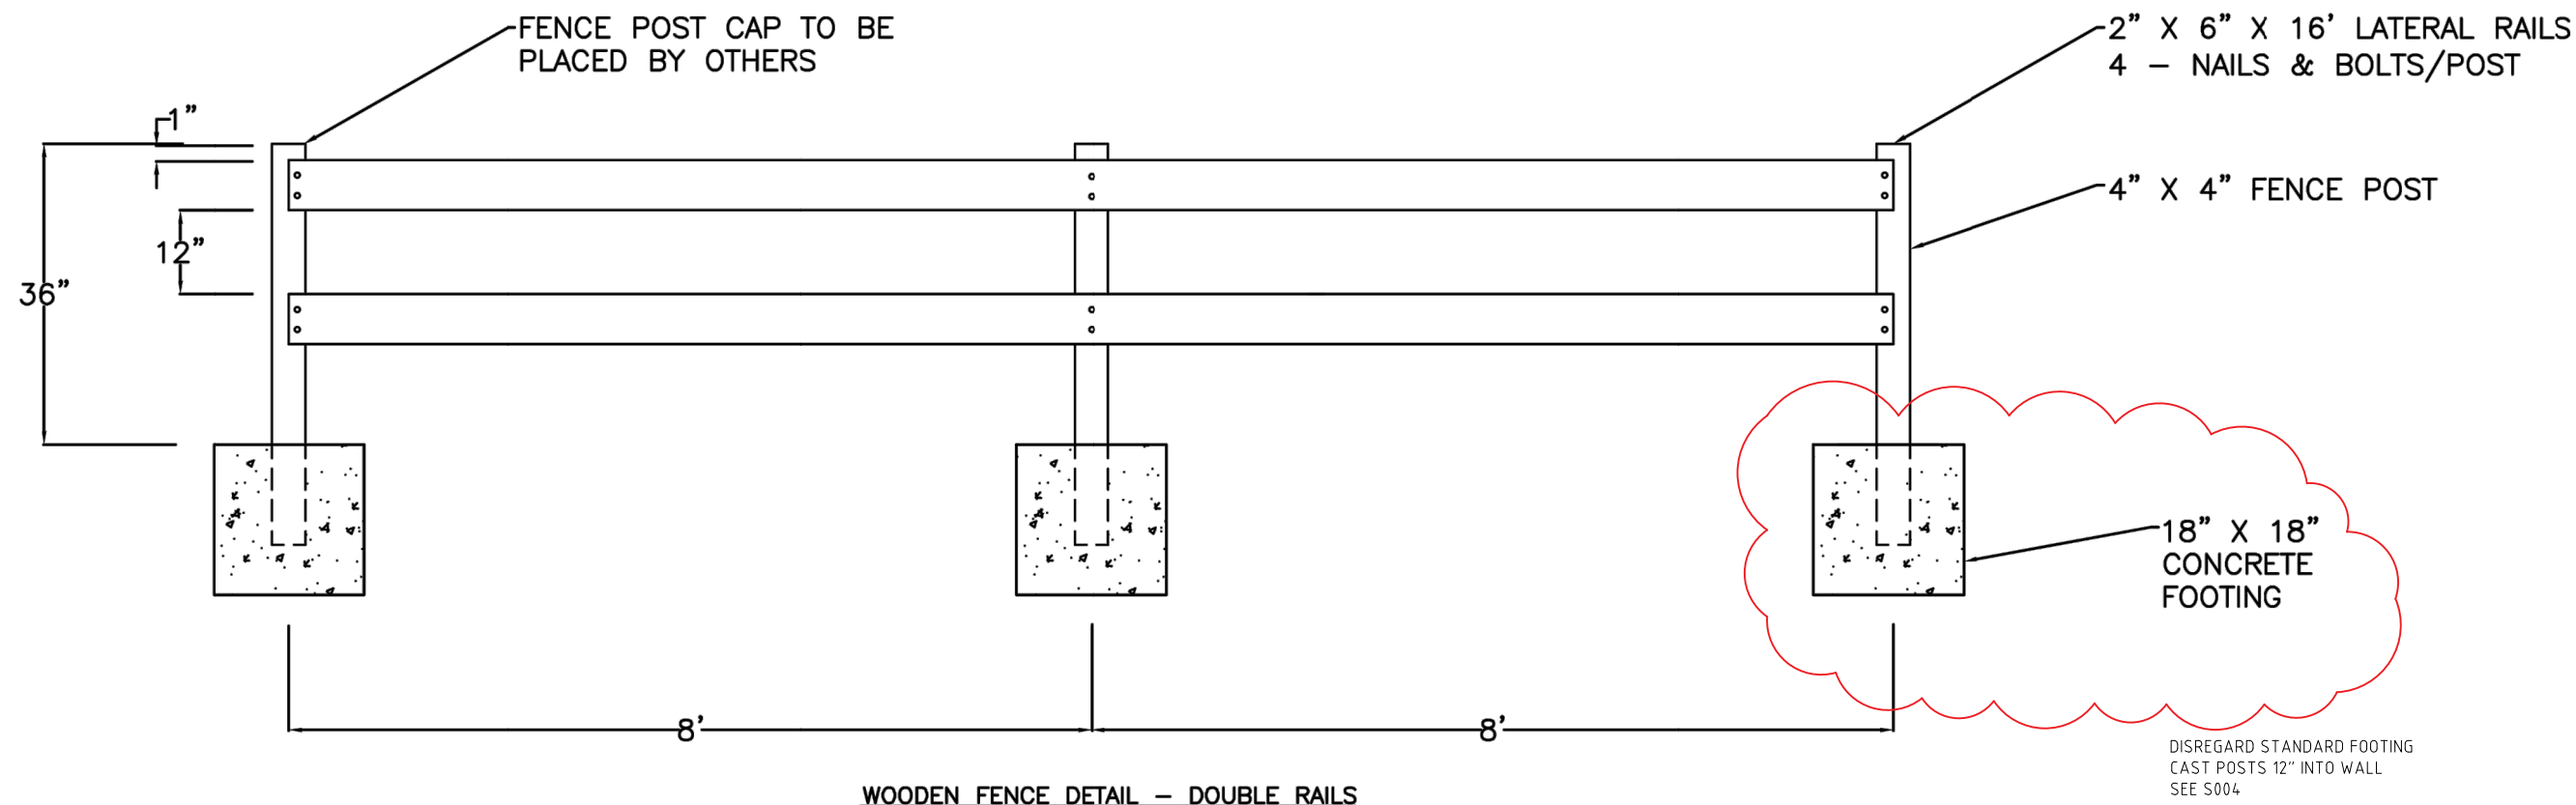 FENCE POST CAP TO BE
PLACED BY OTHERS
2” X 6” X 16’ LATERAL RAILS
4 – NAILS & BOLTS/POST
1”
4” X 4” FENCE POST
12”
36”
18” X 18”
CONCRETE
FOOTING
8’
8’
DISREGARD STANDARD FOOTING
CAST POSTS 12" INTO WALL
SEE S004
WOODEN FENCE DETAIL – DOUBLE RAILS